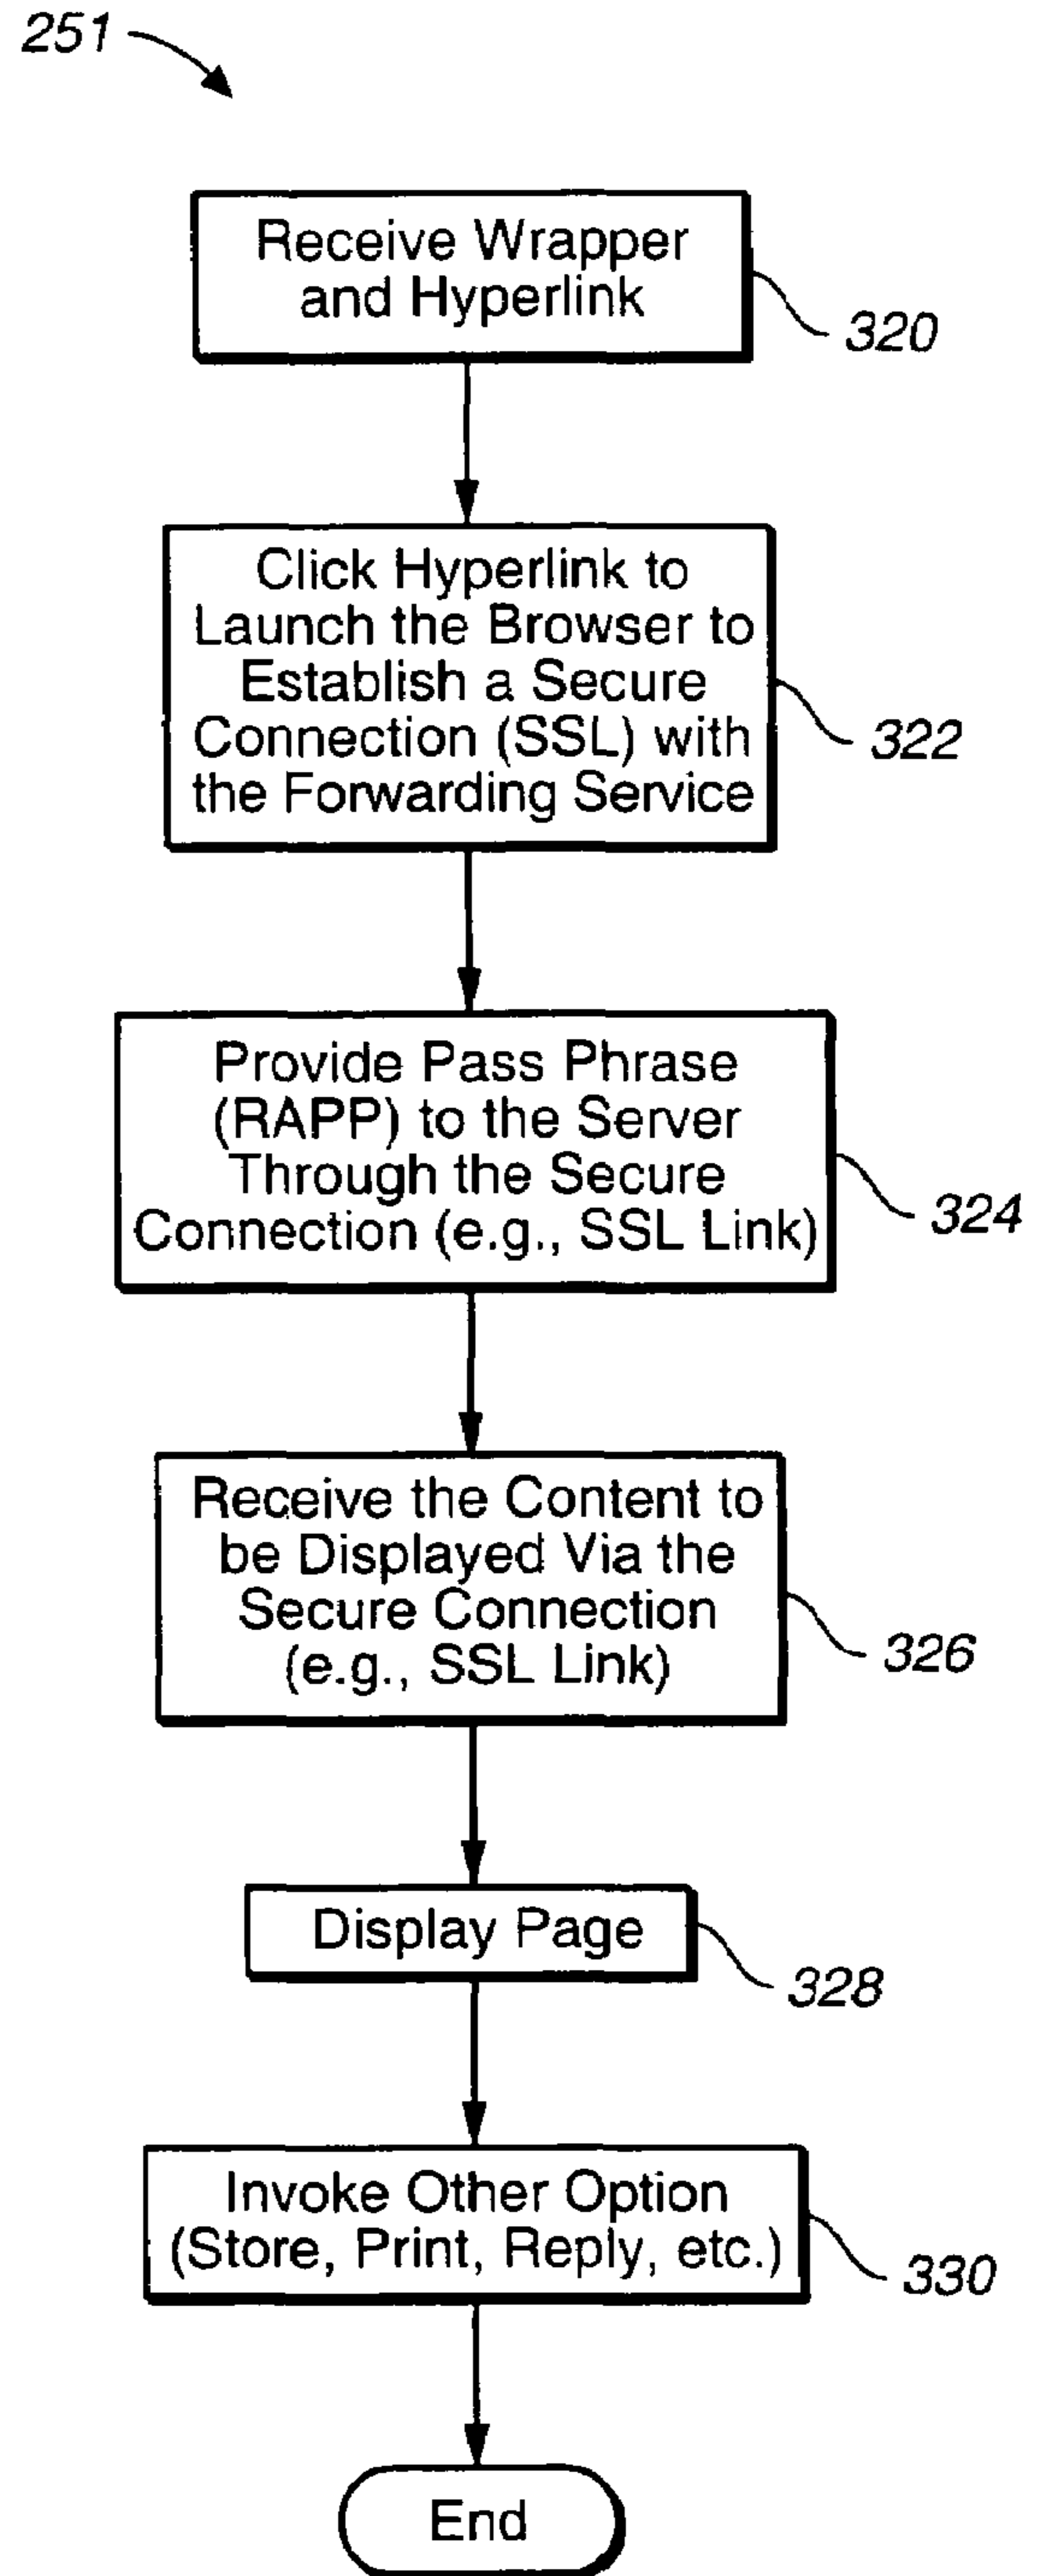 251
Receive Wrapper
and Hyperlink
320
Click Hyperlink to
Launch the Browser to
Establish a Secure
Connection (SSL) with
the Forwarding Service
322
Provide Pass Phrase
(RAPP) to the Server
Through the Secure
Connection (e.g., SSL Link)
324
Receive the Content to
be Displayed Via the
Secure Connection
(e.g., SSL Link)
326
Display Page
328
Invoke Other Option
(Store, Print, Reply, etc.)
330
End